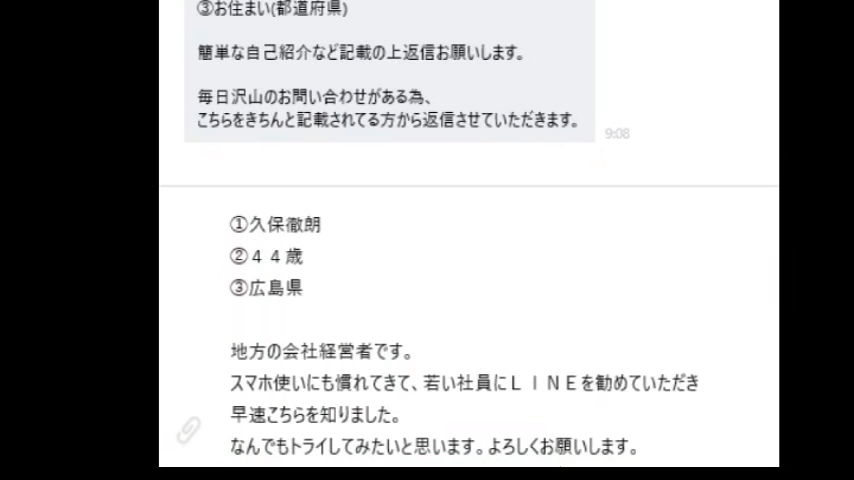 ③お住まい(都道府県)
簡単な自己紹介など記載の上返信お願いします。
毎日沢山のお問い合わせがある為、
こちらをきちんと記載されてる方から返信させていただきます。
9:08
①久保徹朗
②４４歳
③広島県
地方の会社経営者です。
スマホ使いにも慣れてきて、若い社員にＬＩＮＥを勧めていただき
早速こちらを知りました。
なんでもトライしてみたいと思います。よろしくお願いします。